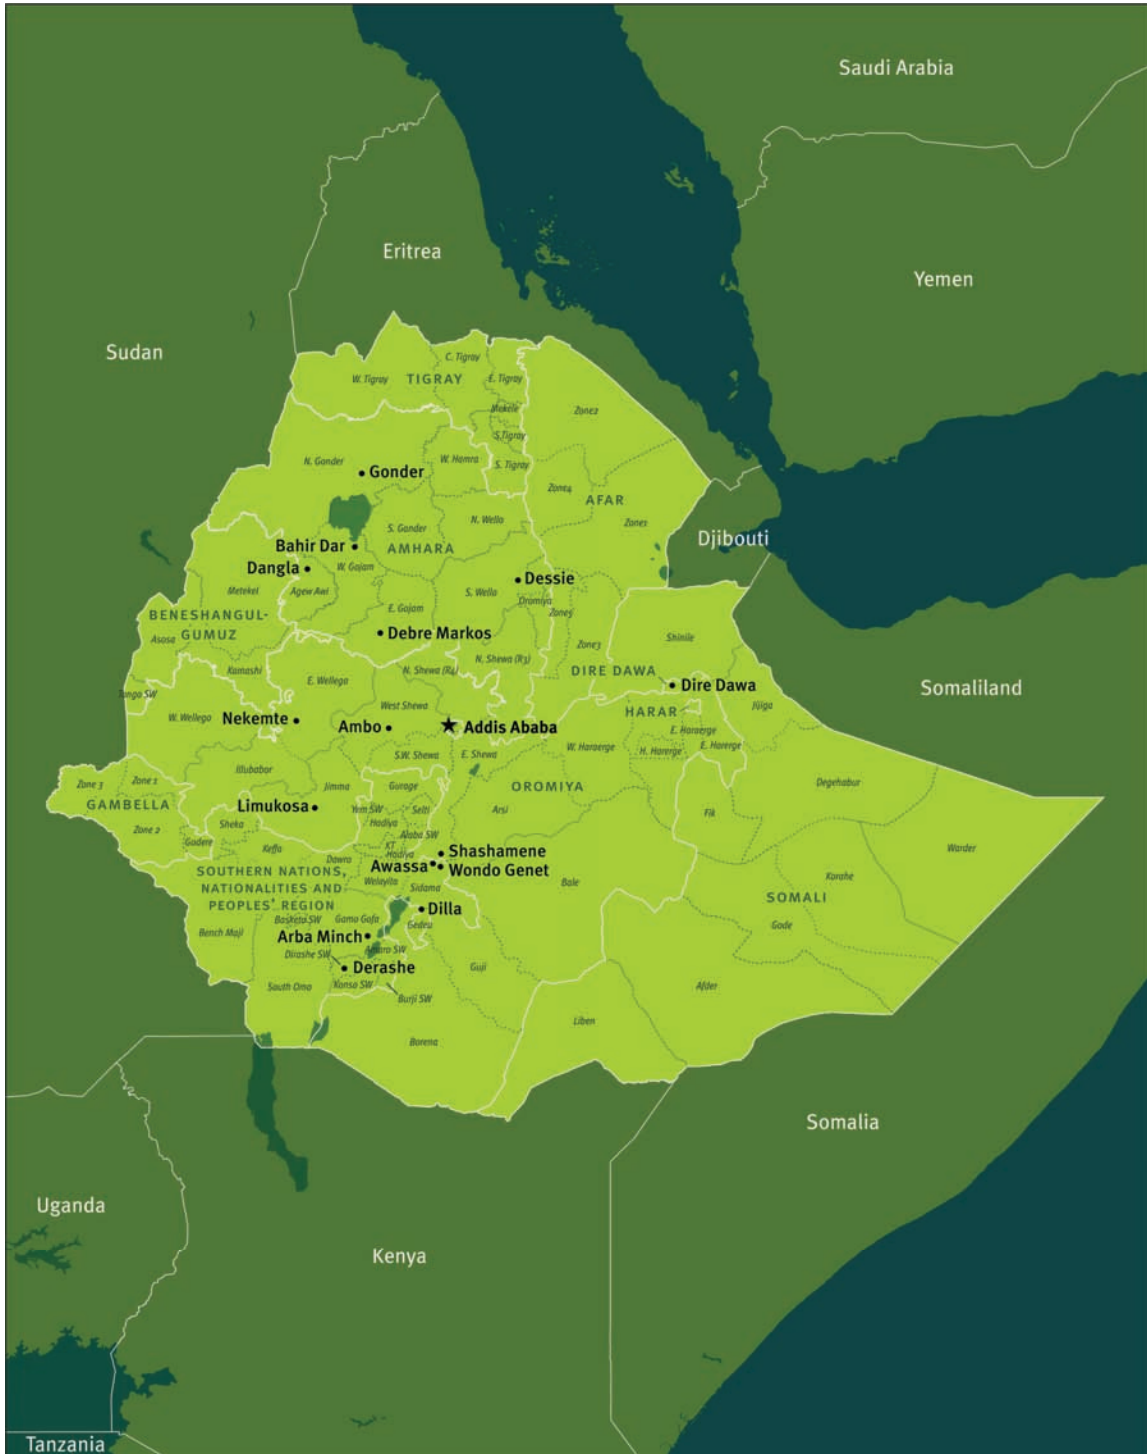 Saudi Arabia
Eritrea
Yemen
Sudan
C. Tigray
W. Tigray
TIGRAY
E. Tigray
Mekele
Zone2
S.Tigray
N. Gonder
W. Hamra
S. Tigray
Gonder
Zone4
AFAR
Zone1
N. Wello
S. Gonder
Djibouti
Bahir Dar
AMHARA
Dangla
W. Gojam
Dessie
Metekel
Agew Awi
S. Wello
Oromiya
E. Gojam
Zone5
BENESHANGUL-
GUMUZ
Asosa
Debre Markos
Shinile
Zone3
N. Shewa (R3)
N. Shewa (R4)
DIRE DAWA
Kamashi
E. Wellega
Dire Dawa
Somaliland
Tongo SW
West Shewa
HARAR
Jijiga
W. Wellega
Nekemte
Ambo
Addis Ababa
E. Haraerge
W. Haraerge
H. Harerge
E. Harerge
S.W. Shewa
E. Shewa
Illubabor
Zone 3
Zone 1
Jimma
Gurage
OROMIYA
Degehabur
GAMBELLA
Limukosa
Yem SW
Selti
Arsi
Zone 2
Sheka
Hadiya
Alaba SW
Fik
Godere
Keffa
KT
Hadiya
Shashamene
Warder
Dawro
Awassa
Wondo Genet
Korahe
SOUTHERN NATIONS,
NATIONALITIES AND
PEOPLES' REGION
Welayita
Sidama
Bale
SOMALI
Dilla
Basketo SW
Gamo Gofa
Gedeu
Gode
Bench Maji
Arba Minch
Amaro SW
Dirashe SW
Derashe
Guji
South Omo
Konso SW
Burji SW
Afder
Liben
Borena
Somalia
Uganda
Kenya
Tanzania